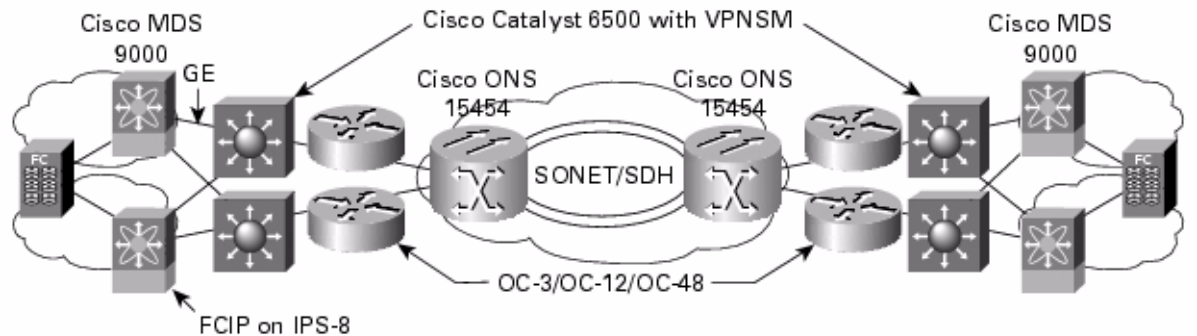 Cisco MDS
9000
GE
Cisco Catalyst 6500 with VPNSM
Cisco ONS
15454
Cisco ONS
15454
Cisco MDS
9000
FC
SONET/SDH
FC
OC-3/OC-12/OC-48
FCIP on IPS-8